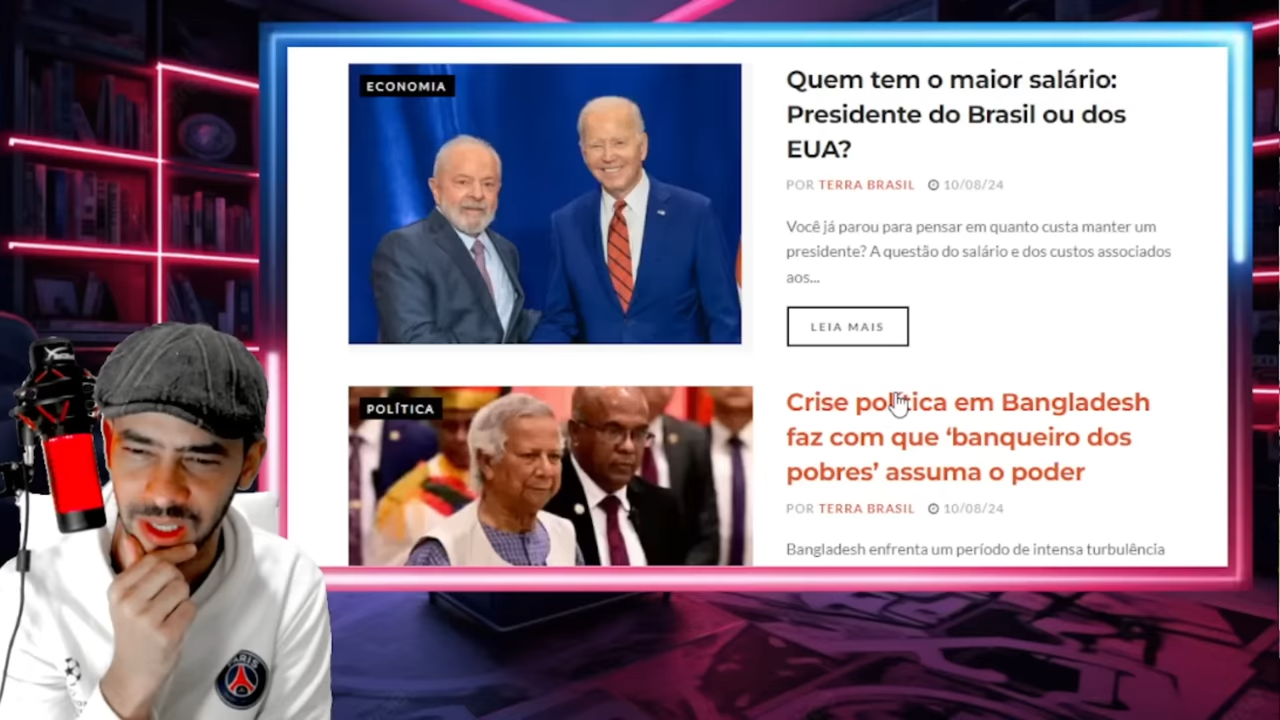 ECONOMIA
Quem tem o maior salário:
Presidente do Brasil ou dos
EUA?
POR TERRA BRASIL 10/08/24
Você já parou para pensar em quanto custa manter um
presidente? A questão do salário e dos custos associados
aos...
LEIA MAIS
POLÍTICA
Crise política em Bangladesh
faz com que ‘banqueiro dos
pobres’ assuma o poder
POR TERRA BRASIL 10/08/24
Bangladesh enfrenta um período de intensa turbulência
PARIS